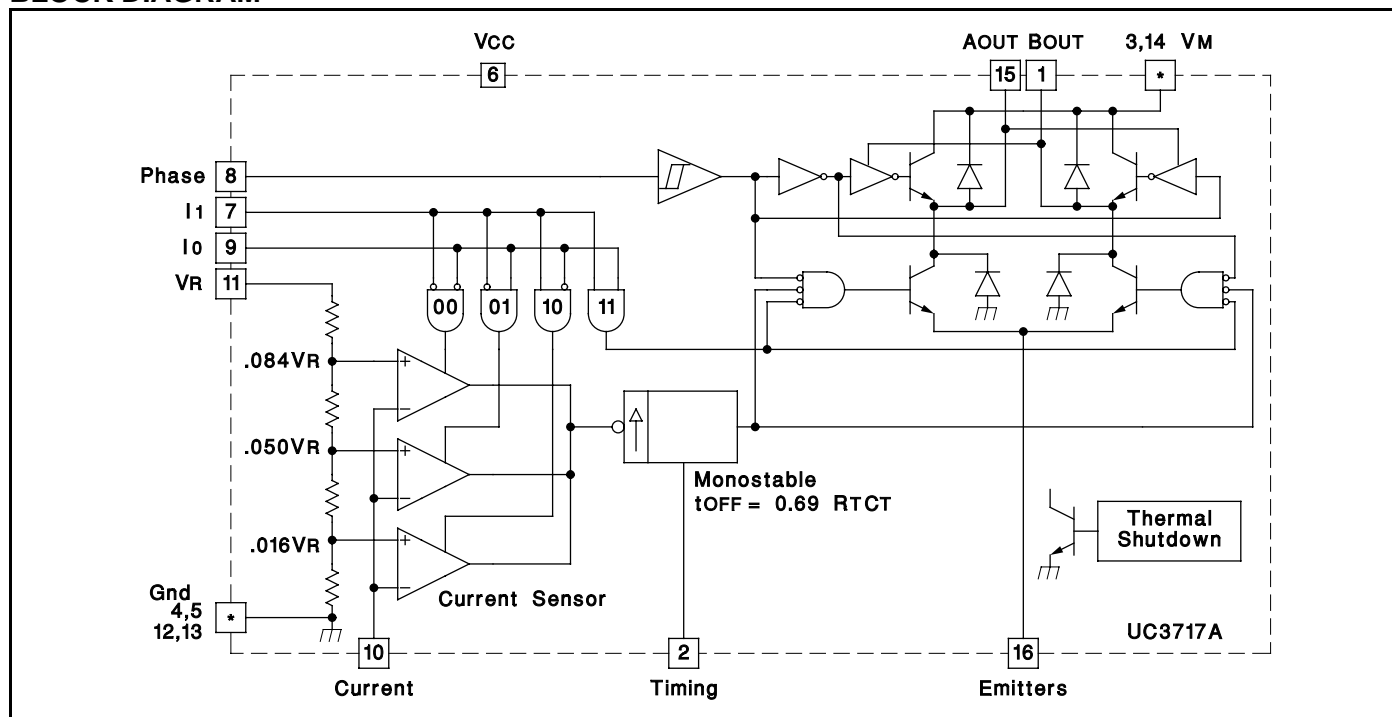 BLOCK DIAGRAM
VCC
6
AOUT BOUT
15 1
3,14 VM
*
Phase 8
I1 7
I0 9
VR 11
00 01 10 11
.084VR
+
−
.050VR
+
−
.016VR
+
−
Monostable
tOFF = 0.69 RTCT
Thermal
Shutdown
Current Sensor
Gnd
4,5
12,13
*
UC3717A
10 2 16
Current Timing Emitters